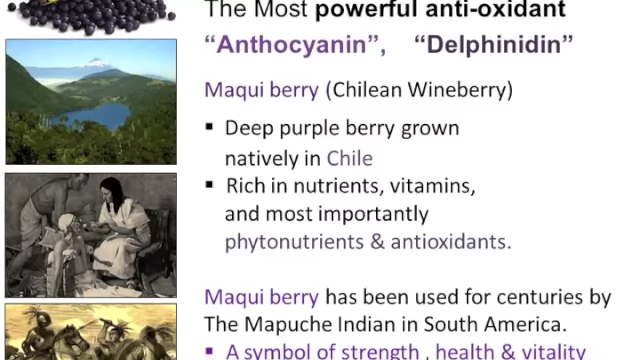 The Most powerful anti-oxidant
“Anthocyanin”, “Delphinidin”
Maqui berry (Chilean Wineberry)
▪ Deep purple berry grown
natively in Chile
▪ Rich in nutrients, vitamins,
and most importantly
phytonutrients & antioxidants.
Maqui berry has been used for centuries by
The Mapuche Indian in South America.
▪ A symbol of strength , health & vitality